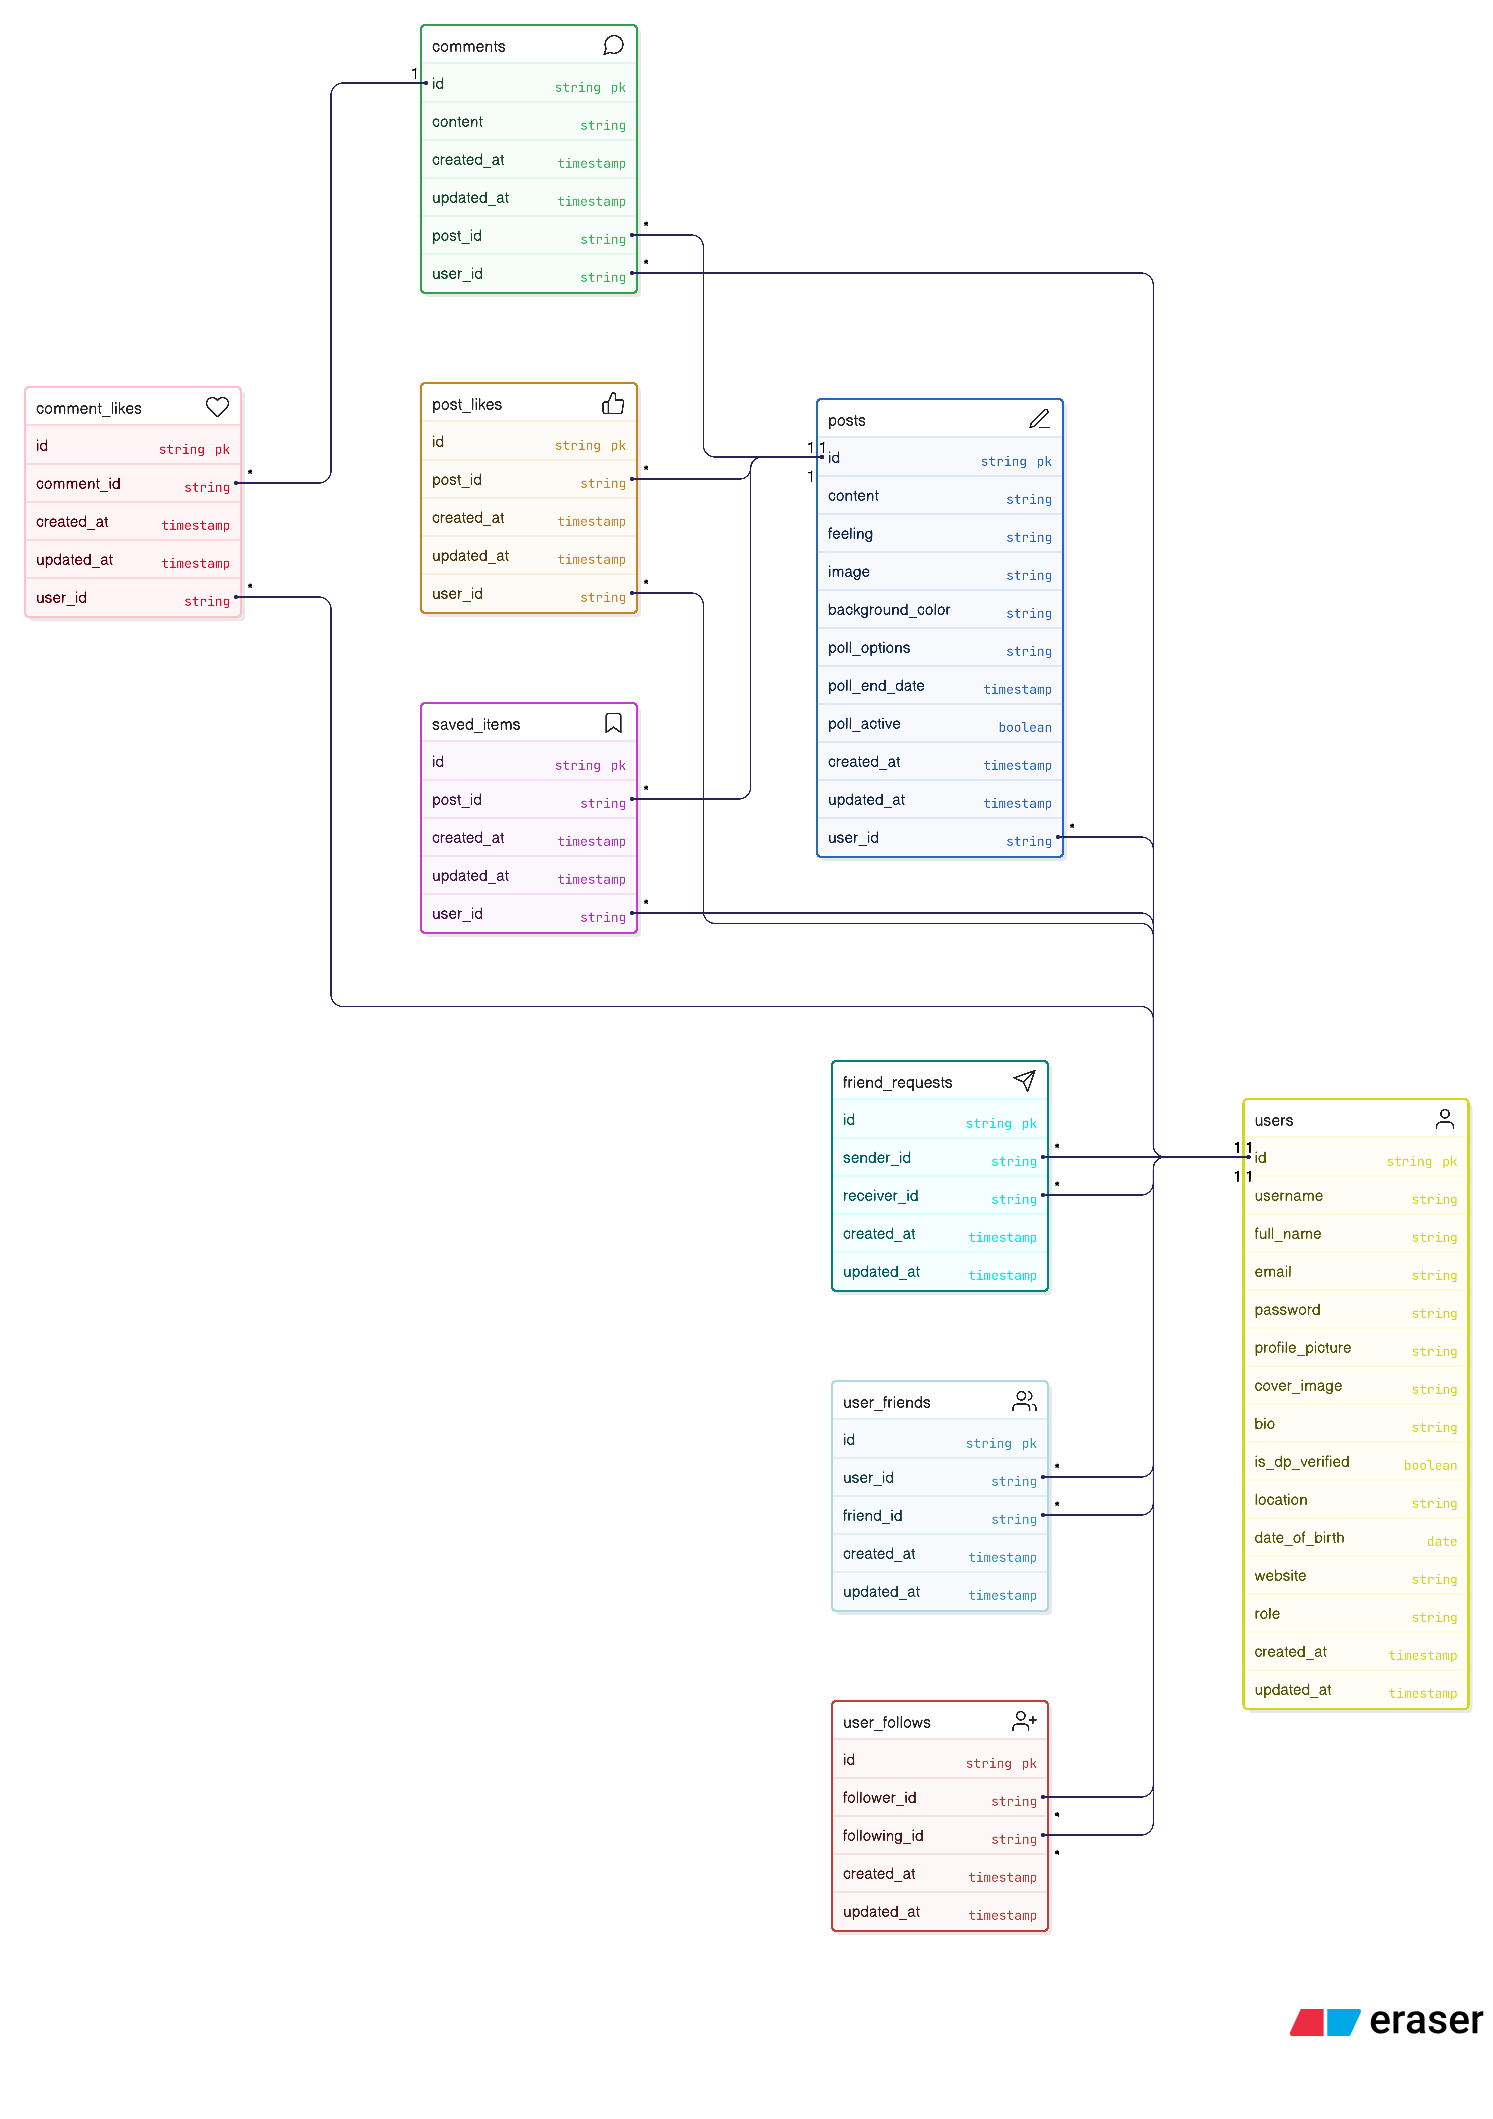 comments
id string pk
content string
created_at timestamp
updated_at timestamp
post_id string
user_id string
1
*
*
comment_likes
id string pk
comment_id string
created_at timestamp
updated_at timestamp
user_id string
*
*
post_likes
id string pk
post_id string
created_at timestamp
updated_at timestamp
user_id string
*
*
posts
id string pk
content string
feeling string
image string
background_color string
poll_options string
poll_end_date timestamp
poll_active boolean
created_at timestamp
updated_at timestamp
user_id string
1 1
1
*
saved_items
id string pk
post_id string
created_at timestamp
updated_at timestamp
user_id string
*
*
friend_requests
id string pk
sender_id string
receiver_id string
created_at timestamp
updated_at timestamp
*
*
users
id string pk
username string
full_name string
email string
password string
profile_picture string
cover_image string
bio string
is_dp_verified boolean
location string
date_of_birth date
website string
role string
created_at timestamp
updated_at timestamp
1 1
1 1
user_friends
id string pk
user_id string
friend_id string
created_at timestamp
updated_at timestamp
*
*
user_follows
id string pk
follower_id string
following_id string
created_at timestamp
updated_at timestamp
*
*
eraser